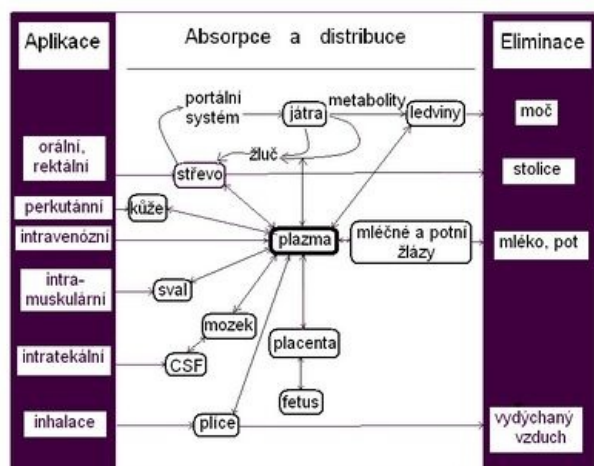 Aplikace
Absorpce a distribuce
Eliminace
portální
systém
játra
metabolity
ledviny
moč
orální,
rektální
žluč
střevo
stolice
perkutánní
kůže
intravenózní
plazma
mléčné a potní
žlázy
mléko, pot
intra-
muskulární
sval
mozek
placenta
intratekální
CSF
fetus
inhalace
plíce
vydýchaný
vzduch